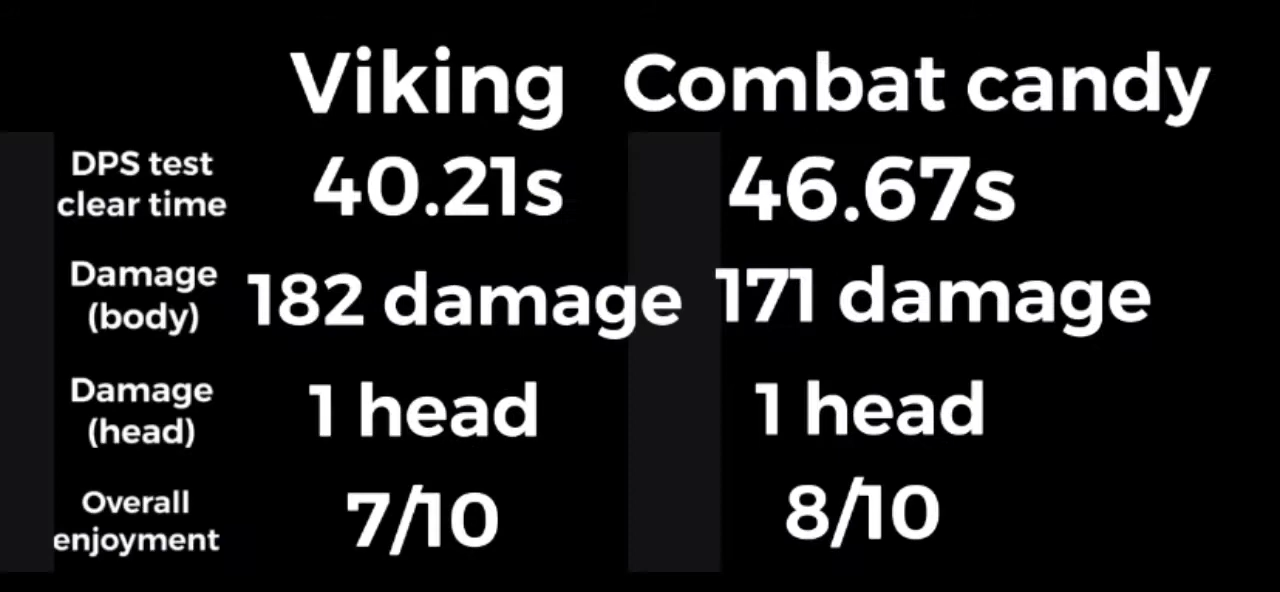 Viking Combat candy
DPS test
clear time 40.21s 46.67s
Damage
(body) 182 damage 171 damage
Damage
(head) 1 head 1 head
Overall
enjoyment 7/10 8/10